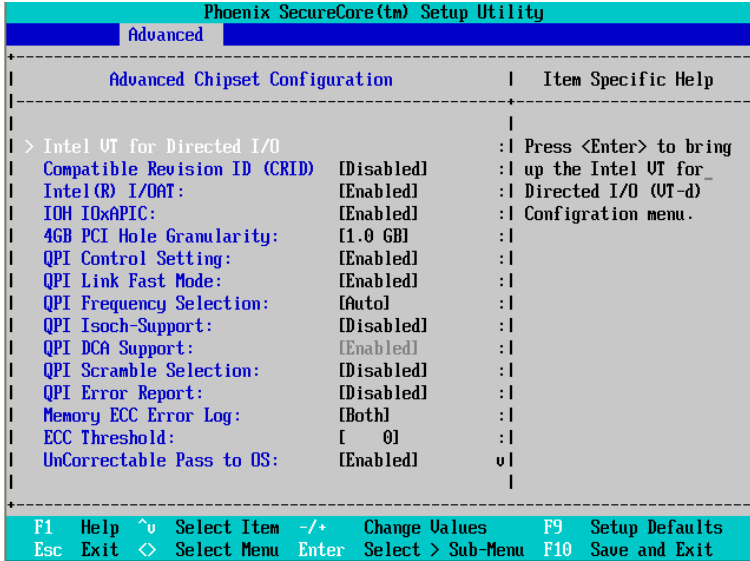 Phoenix SecureCore(tm) Setup Utility
Advanced
Advanced Chipset Configuration
Item Specific Help
> Intel VT for Directed I/O
Compatible Revision ID (CRID) [Disabled]
Intel(R) I/OAT: [Enabled]
IOH IOxAPIC: [Enabled]
4GB PCI Hole Granularity: [1.0 GB]
QPI Control Setting: [Enabled]
QPI Link Fast Mode: [Enabled]
QPI Frequency Selection: [Auto]
QPI Isoch-Support: [Disabled]
QPI DCA Support: [Enabled]
QPI Scramble Selection: [Disabled]
QPI Error Report: [Disabled]
Memory ECC Error Log: [Both]
ECC Threshold: [    0]
UnCorrectable Pass to OS: [Enabled] v
Press <Enter> to bring
up the Intel VT for_
Directed I/O (VT-d)
Configration menu.
F1 Help ^v Select Item -/+ Change Values F9 Setup Defaults
Esc Exit <> Select Menu Enter Select > Sub-Menu F10 Save and Exit